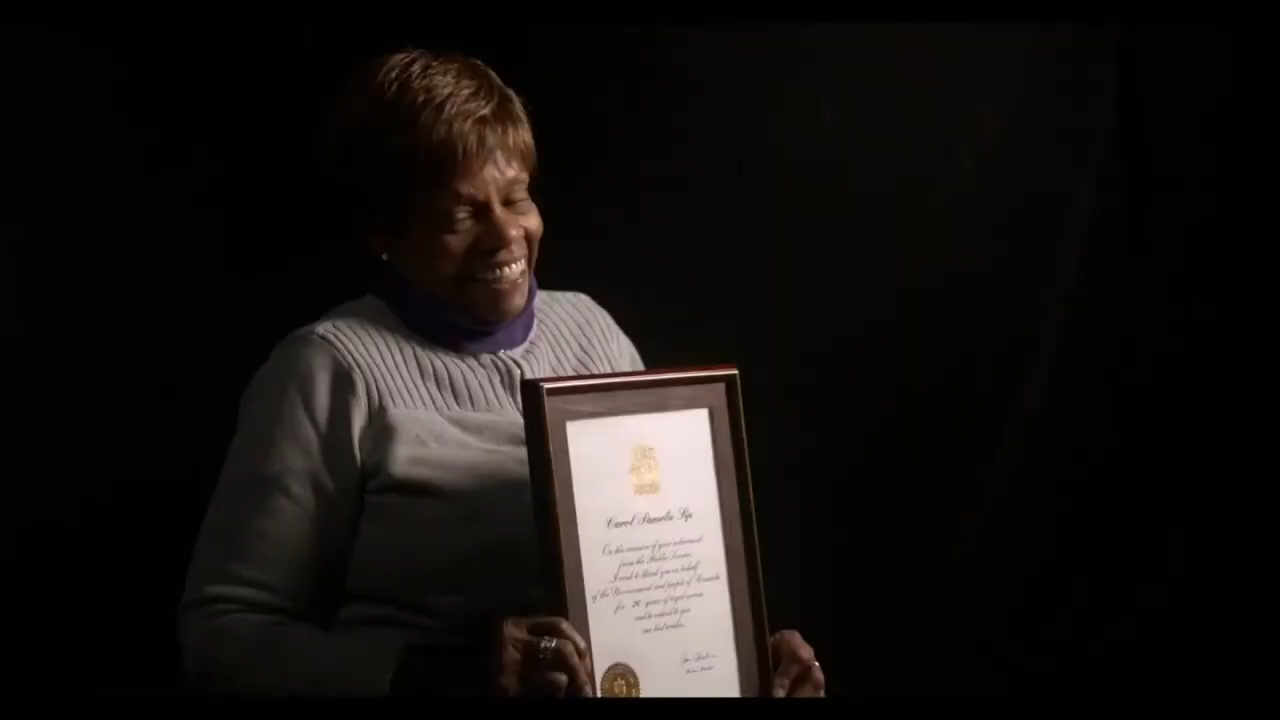 Carol Pamela Sip
On the occasion of your retirement
from the Public Service
I wish to thank you on behalf
of the Government and people of Canada
for years of loyal service
and to extend to you
our best wishes.
Prime Minister